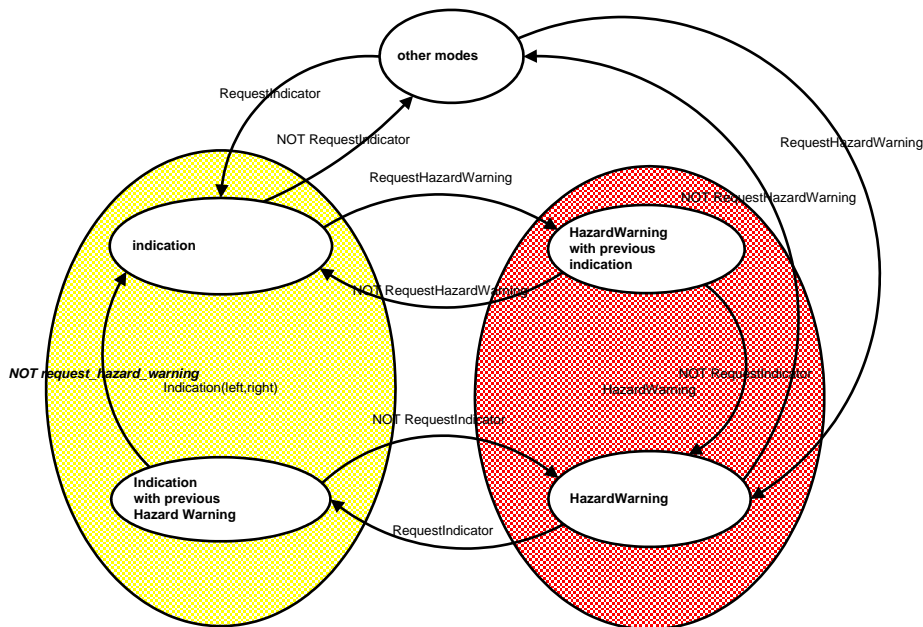 other modes
RequestIndicator
NOT RequestIndicator
RequestHazardWarning
RequestHazardWarning
NOT RequestHazardWarning
indication
HazardWarning
with previous
indication
NOT RequestHazardWarning
NOT request_hazard_warning
Indication(left,right)
NOT RequestIndicator
HazardWarning
NOT RequestIndicator
Indication
with previous
Hazard Warning
HazardWarning
RequestIndicator